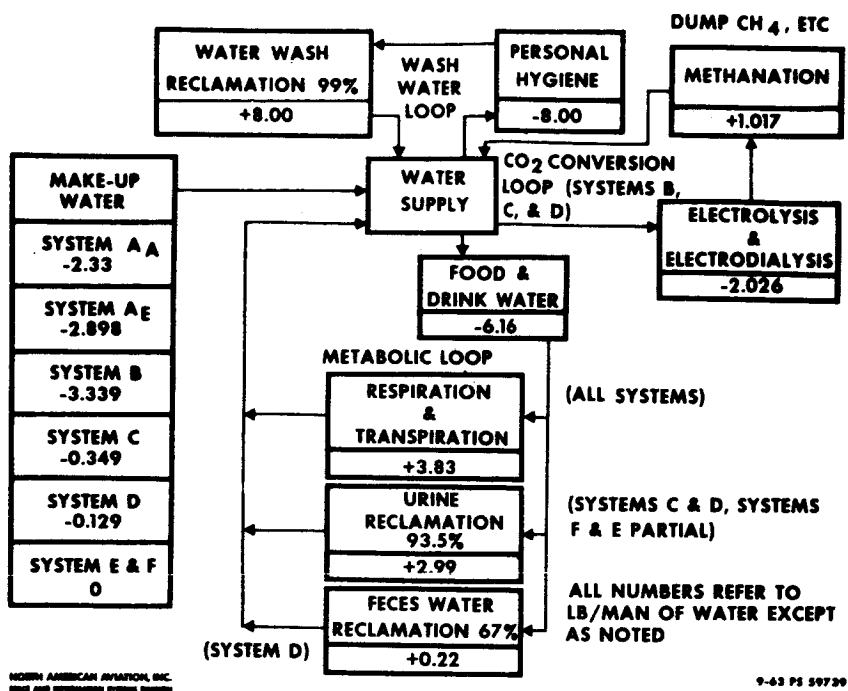 DUMP CH4, ETC
WATER WASH
RECLAMATION 99%
+8.00
WASH
WATER
LOOP
PERSONAL
HYGIENE
-8.00
METHANATION
+1.017
MAKE-UP
WATER
SYSTEM AA
-2.33
SYSTEM AE
-2.898
SYSTEM B
-3.339
SYSTEM C
-0.349
SYSTEM D
-0.129
SYSTEM E & F
0
WATER
SUPPLY
CO2 CONVERSION
LOOP (SYSTEMS B,
C, & D)
ELECTROLYSIS
&
ELECTRODIALYSIS
-2.026
FOOD &
DRINK WATER
-6.16
METABOLIC LOOP
RESPIRATION
&
TRANSPIRATION
+3.83
(ALL SYSTEMS)
URINE
RECLAMATION
93.5%
+2.99
(SYSTEMS C & D, SYSTEMS
F & E PARTIAL)
FECES WATER
RECLAMATION 67%
+0.22
(SYSTEM D)
ALL NUMBERS REFER TO
LB/MAN OF WATER EXCEPT
AS NOTED
NORTH AMERICAN AVIATION, INC.
9-63 PS 59739